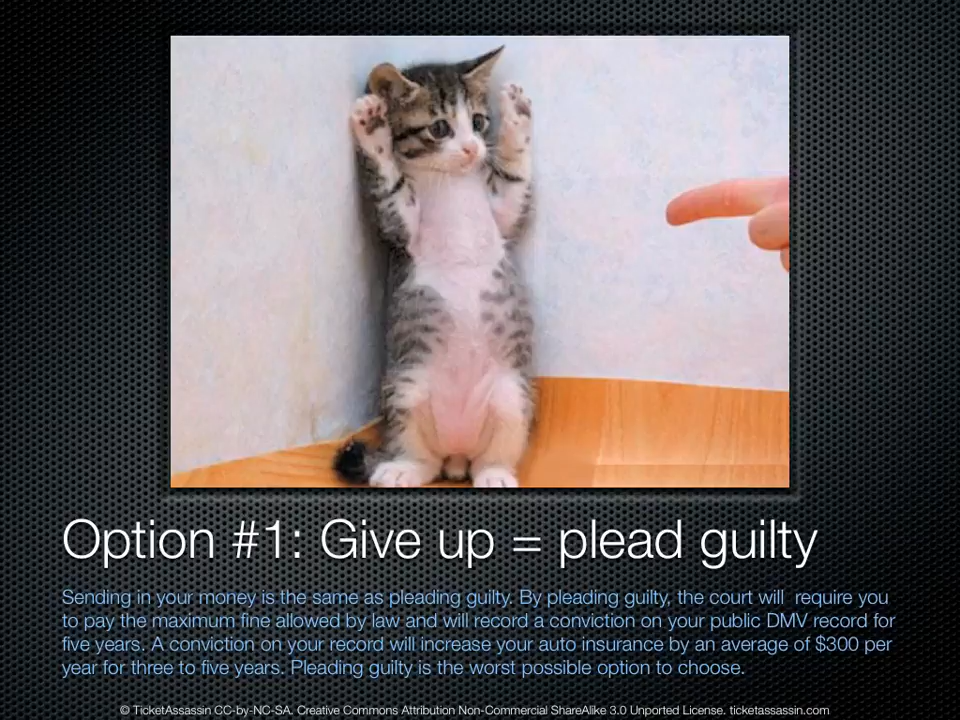 Option #1: Give up = plead guilty
Sending in your money is the same as pleading guilty. By pleading guilty, the court will  require you
to pay the maximum fine allowed by law and will record a conviction on your public DMV record for
five years. A conviction on your record will increase your auto insurance by an average of $300 per
year for three to five years. Pleading guilty is the worst possible option to choose.
© TicketAssassin CC-by-NC-SA. Creative Commons Attribution Non-Commercial ShareAlike 3.0 Unported License. ticketassassin.com